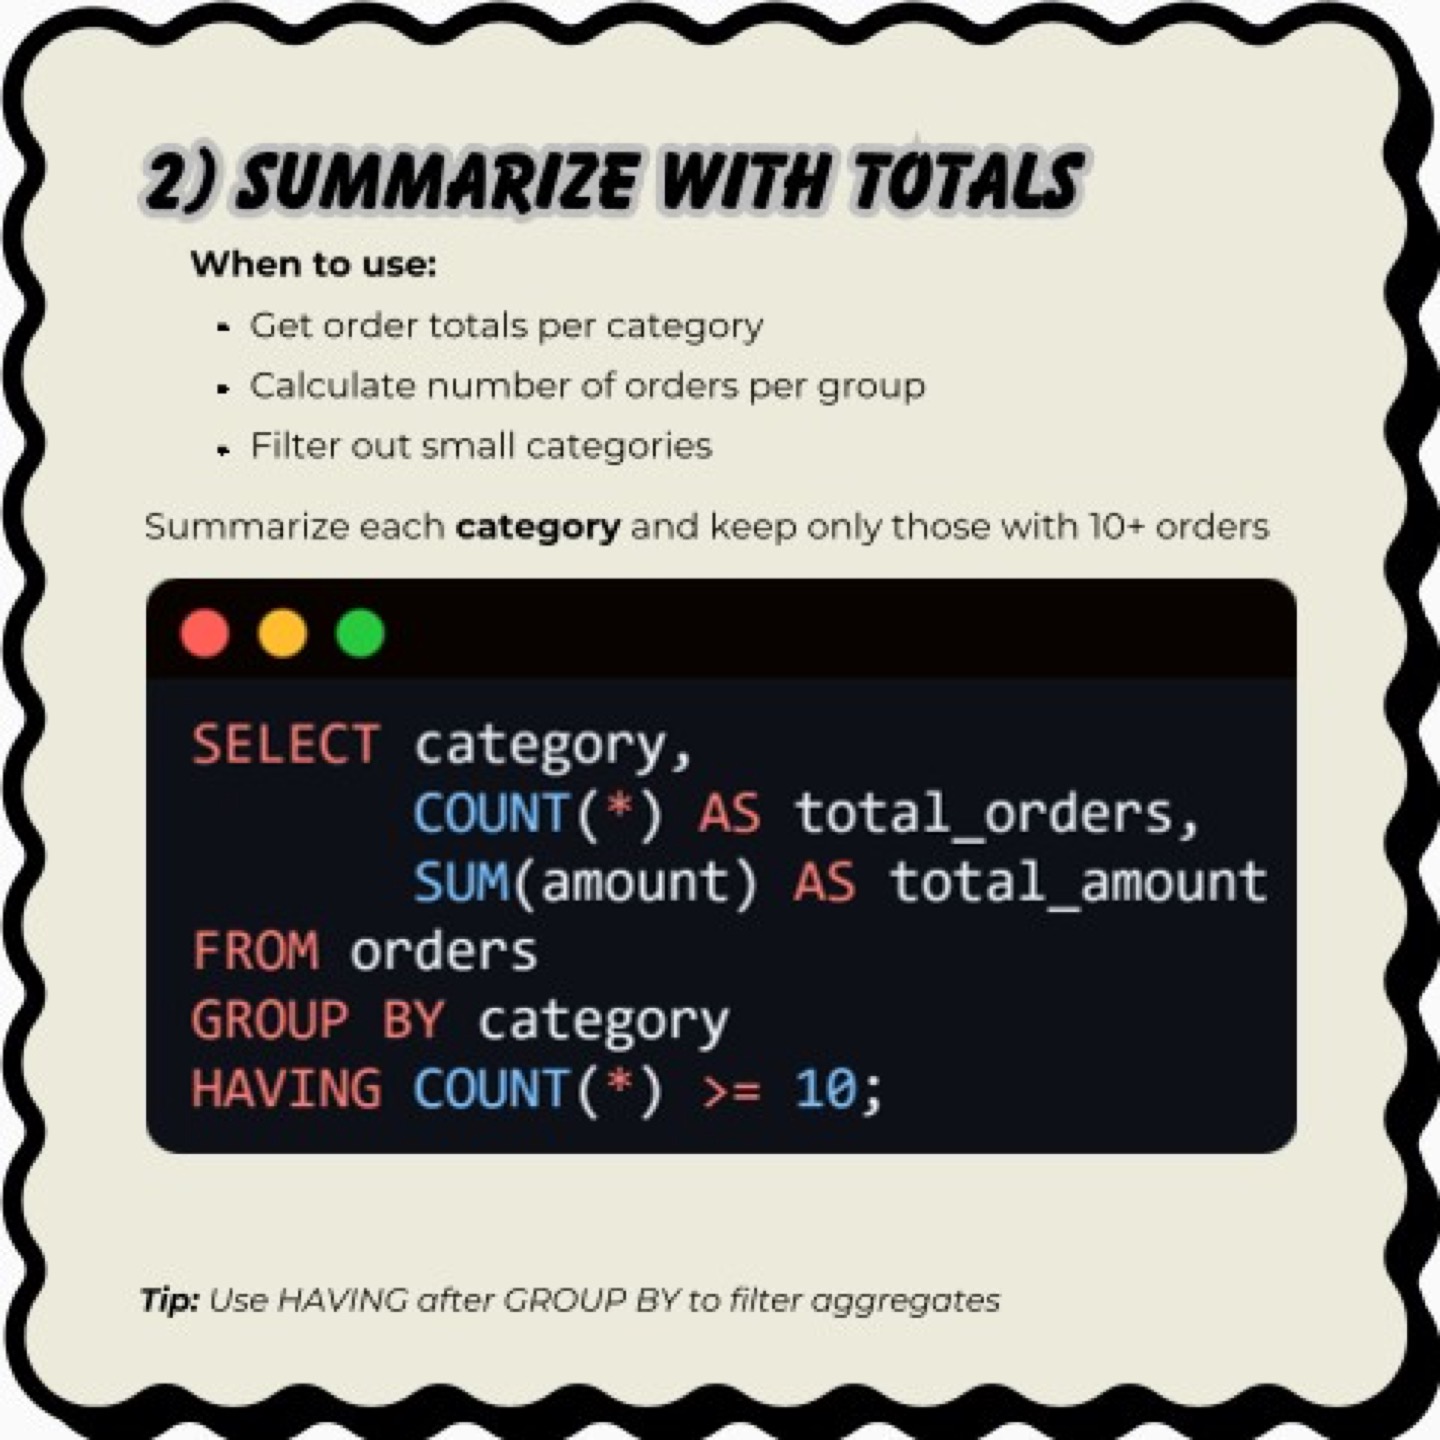 2) SUMMARIZE WITH TOTALS
When to use:
- Get order totals per category
- Calculate number of orders per group
- Filter out small categories
Summarize each category and keep only those with 10+ orders
SELECT category,
       COUNT(*) AS total_orders,
       SUM(amount) AS total_amount
FROM orders
GROUP BY category
HAVING COUNT(*) >= 10;
Tip: Use HAVING after GROUP BY to filter aggregates